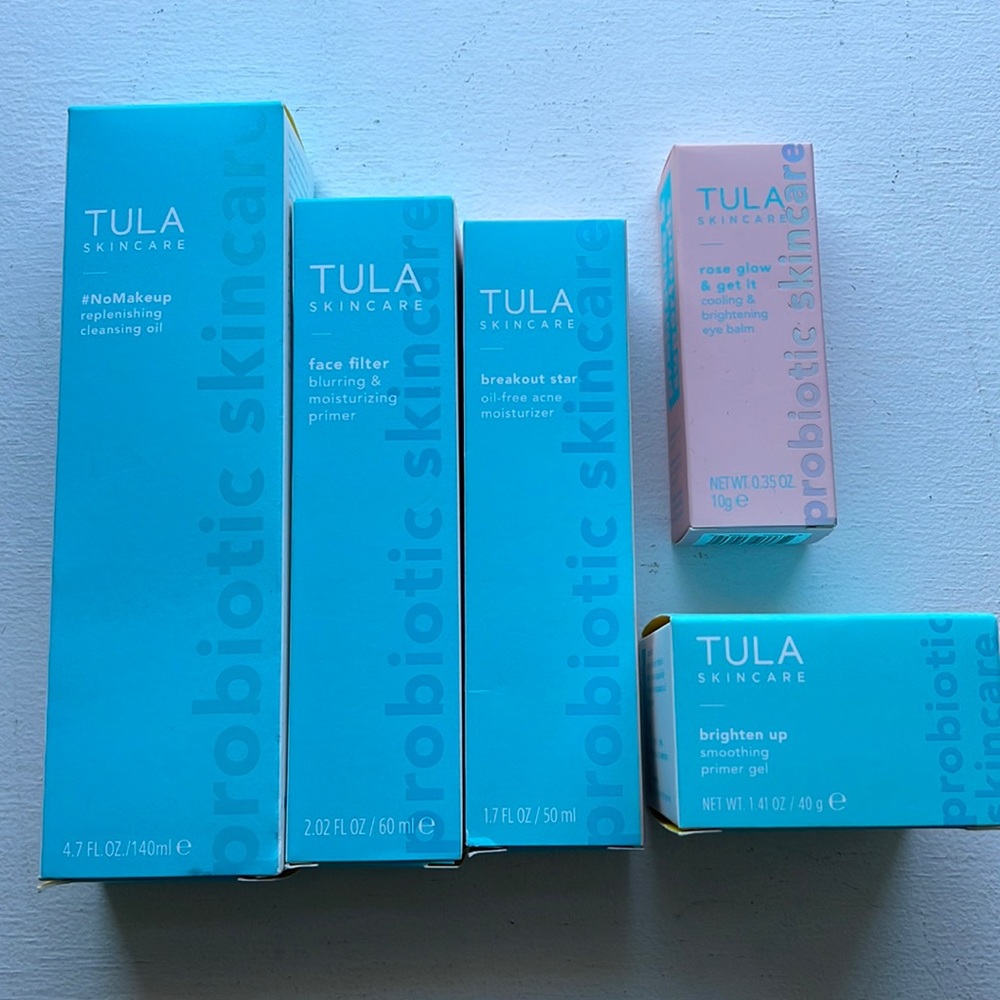 TULA
SKINCARE
#NoMakeup
replenishing
cleansing oil
4.7 FL. OZ./140ml e
probiotic skincare
TULA
SKINCARE
face filter
blurring &
moisturizing
primer
2.02 FL OZ / 60 ml e
probiotic skincare
TULA
SKINCARE
breakout star
oil-free acne
moisturizer
1.7 FL OZ / 50 ml
probiotic skincare
TULA
SKINCARE
rose glow
& get it
cooling &
brightening
eye balm
NET WT. 0.35 OZ.
10g e
probiotic skincare
TULA
SKINCARE
brighten up
smoothing
primer gel
NET WT. 1.41 OZ / 40 g e
probiotic
skincare